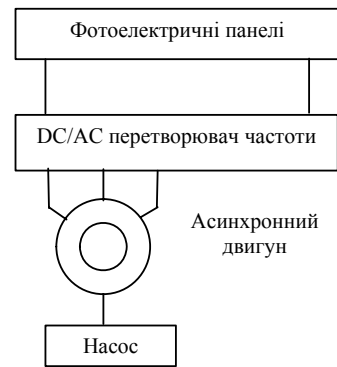 Фотоелектричні панелі
DC/AC перетворювач частоти
Асинхронний
двигун
Насос